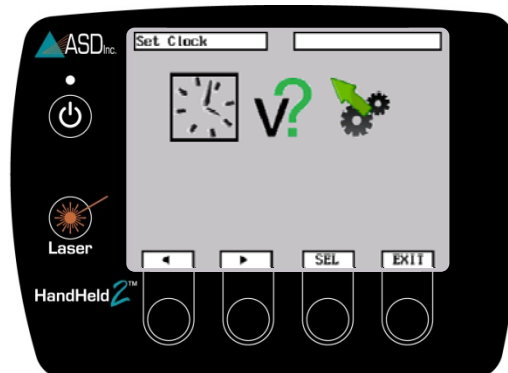 ASD Inc.
Set Clock
V?
Laser
◄ ► SEL EXIT
HandHeld 2™